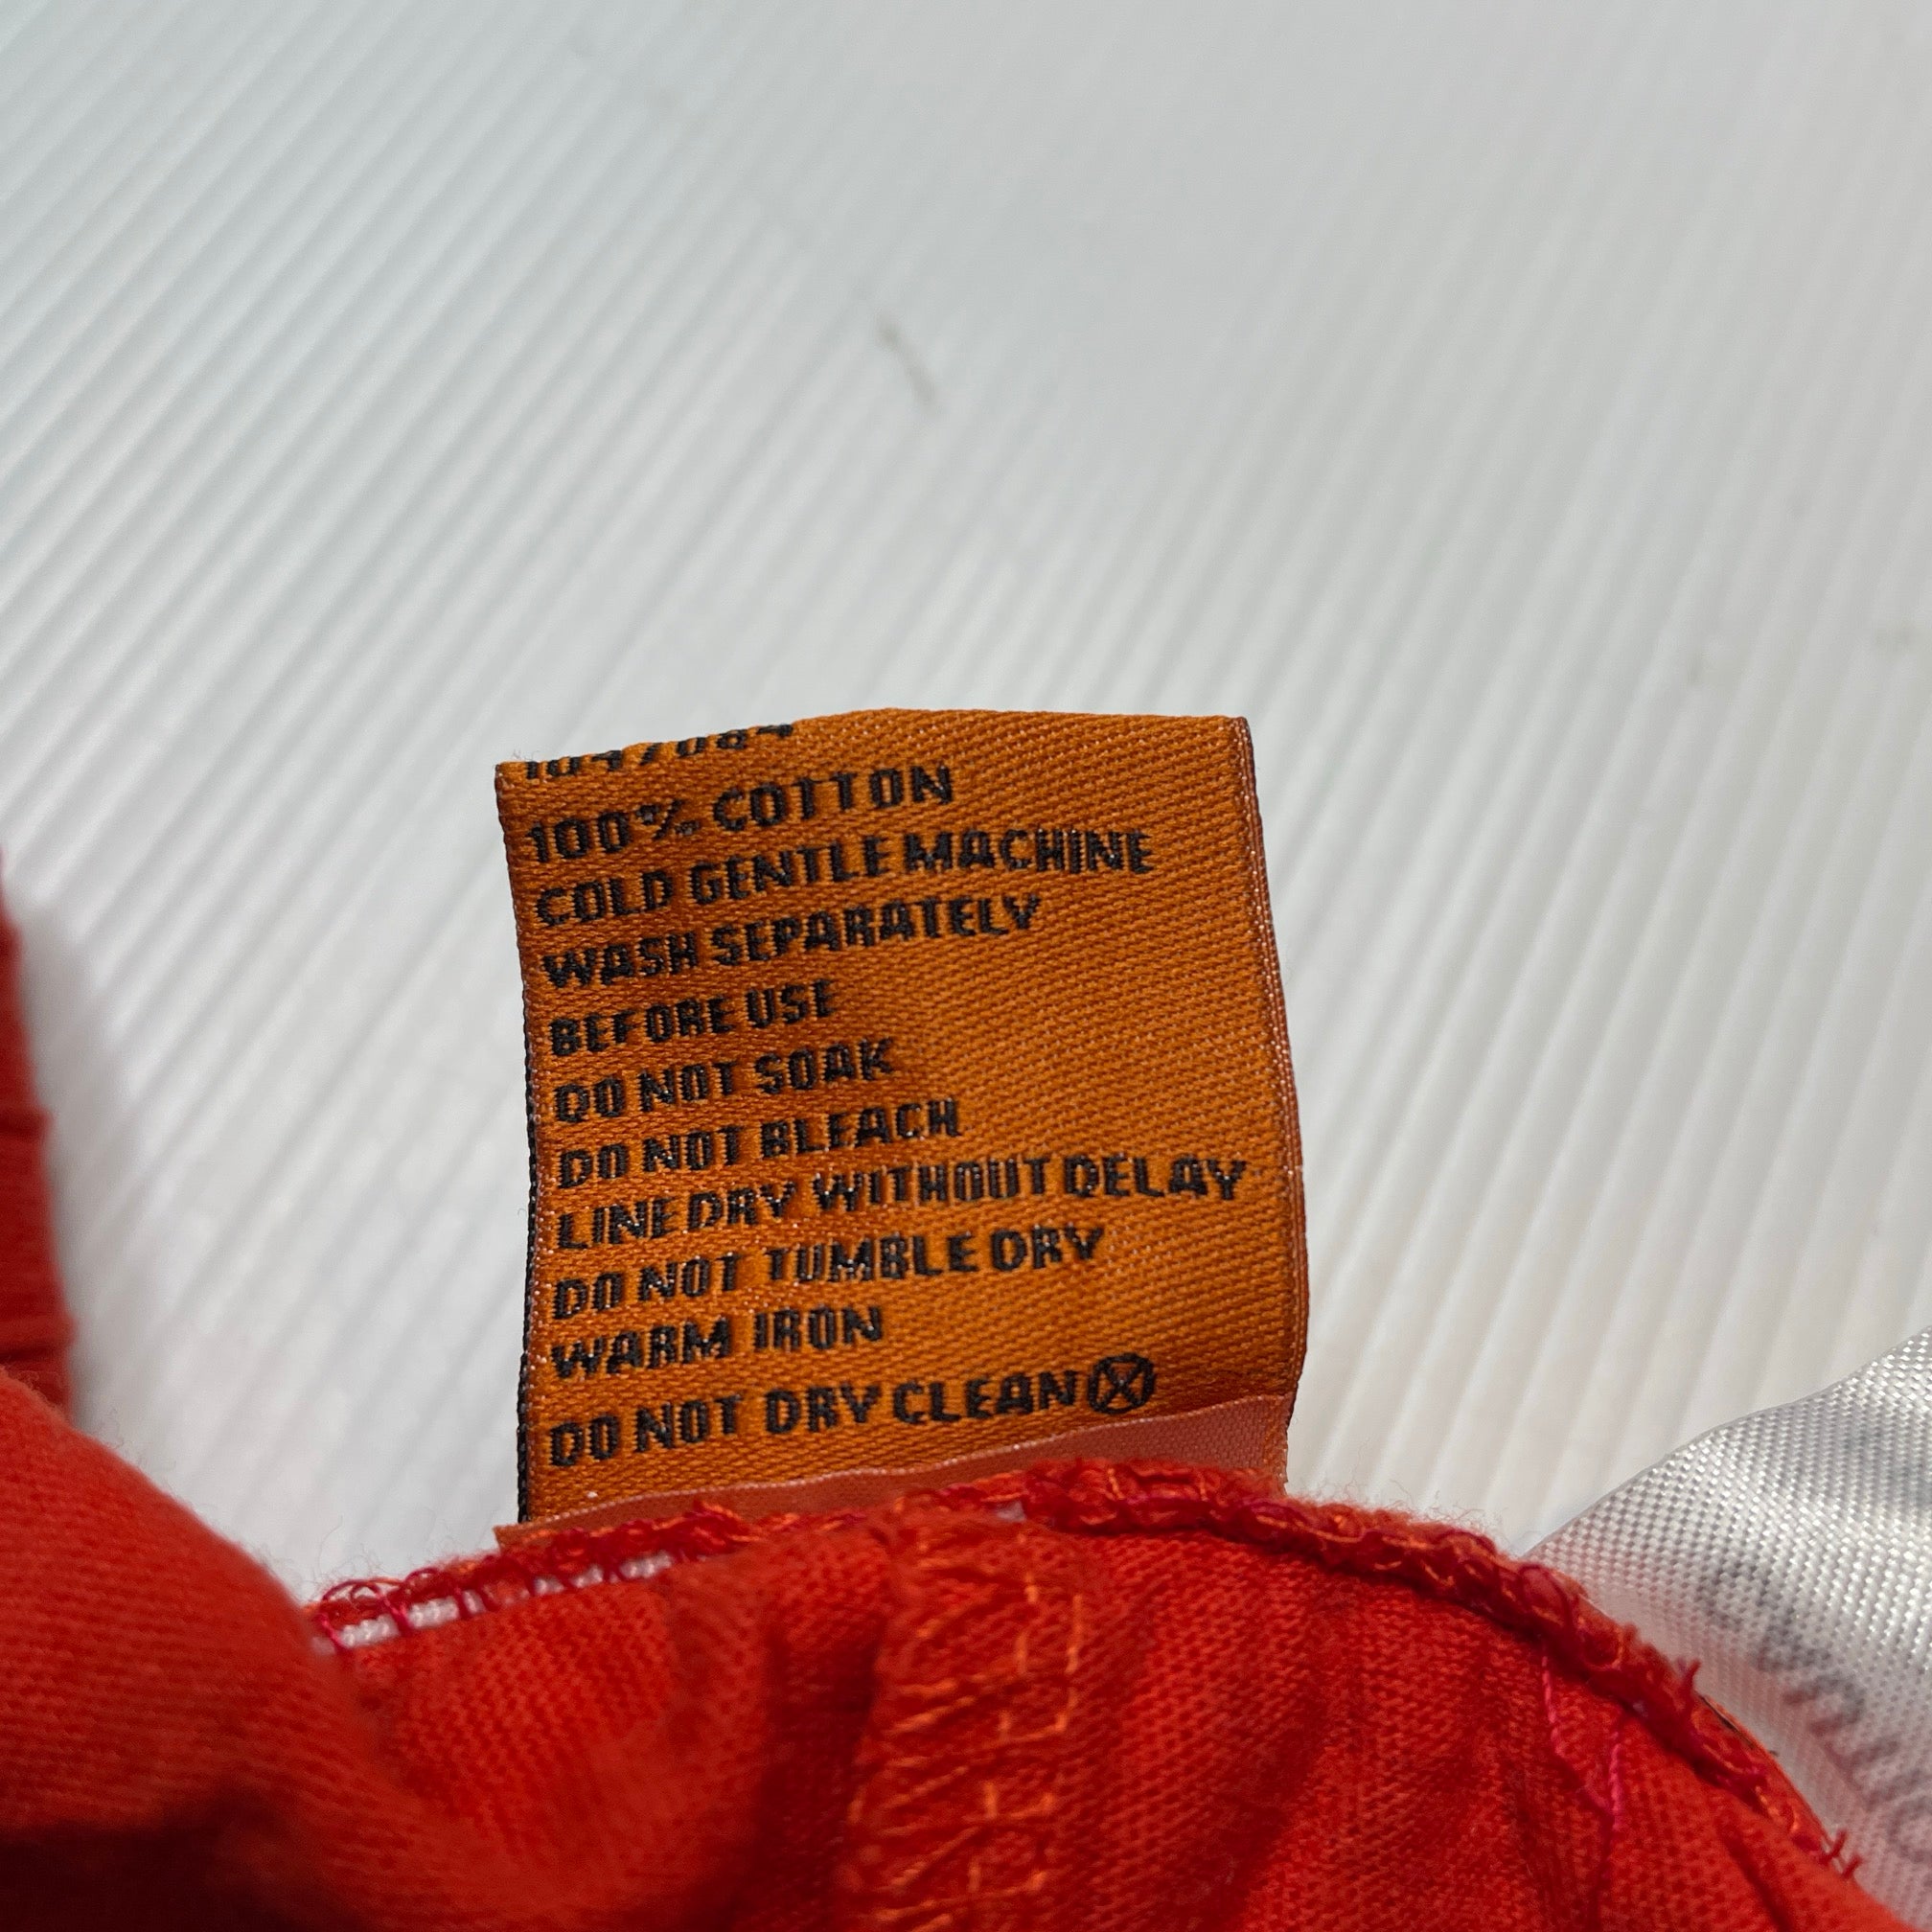 100% COTTON
COLD GENTLE MACHINE
WASH SEPARATELY
BEFORE USE
DO NOT SOAK
DO NOT BLEACH
LINE DRY WITHOUT DELAY
DO NOT TUMBLE DRY
WARM IRON
DO NOT DRY CLEAN